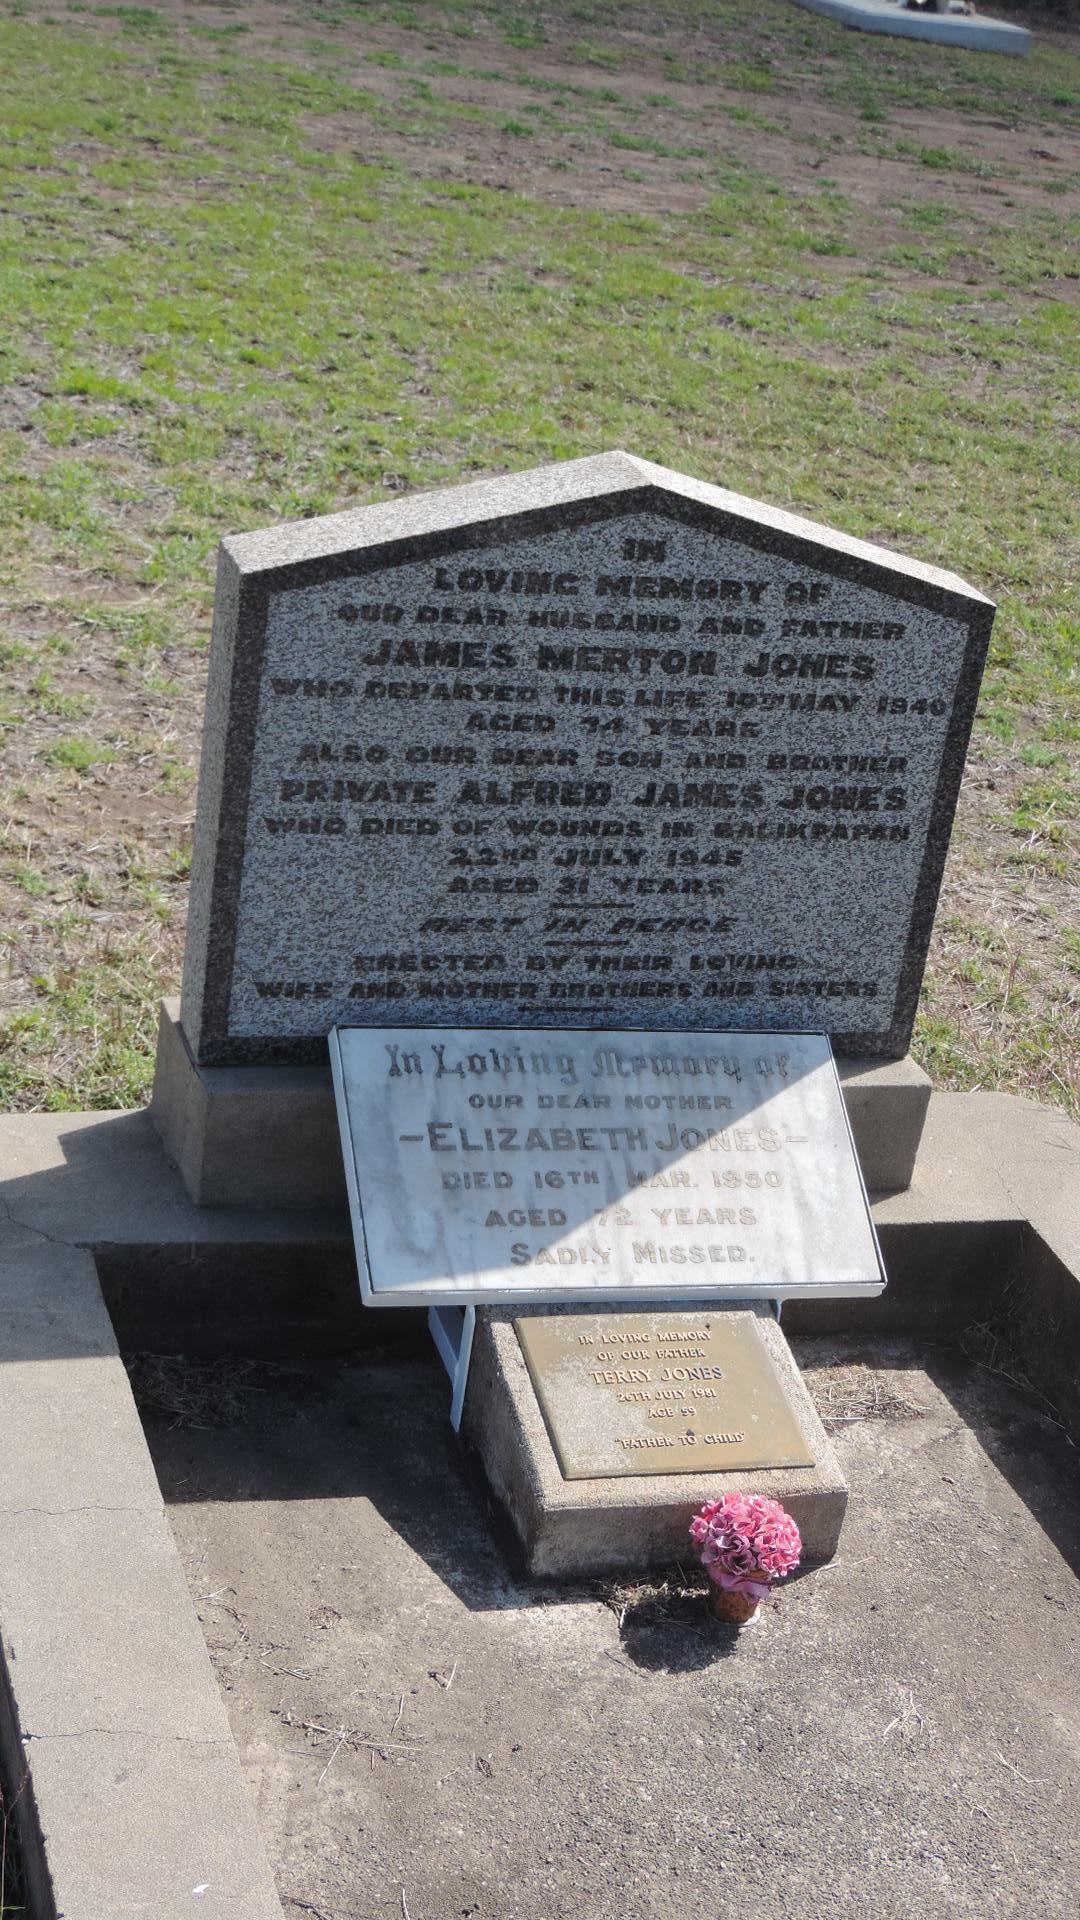 IN
LOVING MEMORY OF
OUR DEAR HUSBAND AND FATHER
JAMES MERTON JONES
WHO DEPARTED THIS LIFE 10TH MAY 1940
AGED 74 YEARS
ALSO OUR DEAR SON AND BROTHER
PRIVATE ALFRED JAMES JONES
WHO DIED OF WOUNDS IN BALIKPAPAN
22ND JULY 1945
AGED 31 YEARS
REST IN PEACE
ERECTED BY THEIR LOVING
WIFE AND MOTHER BROTHERS AND SISTERS
In Loving Memory of
OUR DEAR MOTHER
– ELIZABETH JONES –
DIED 16TH MAR. 1950
AGED 72 YEARS
SADLY MISSED.
IN LOVING MEMORY
OF OUR FATHER
TERRY JONES
26TH JULY 1981
AGE 59
"FATHER TO CHILD"